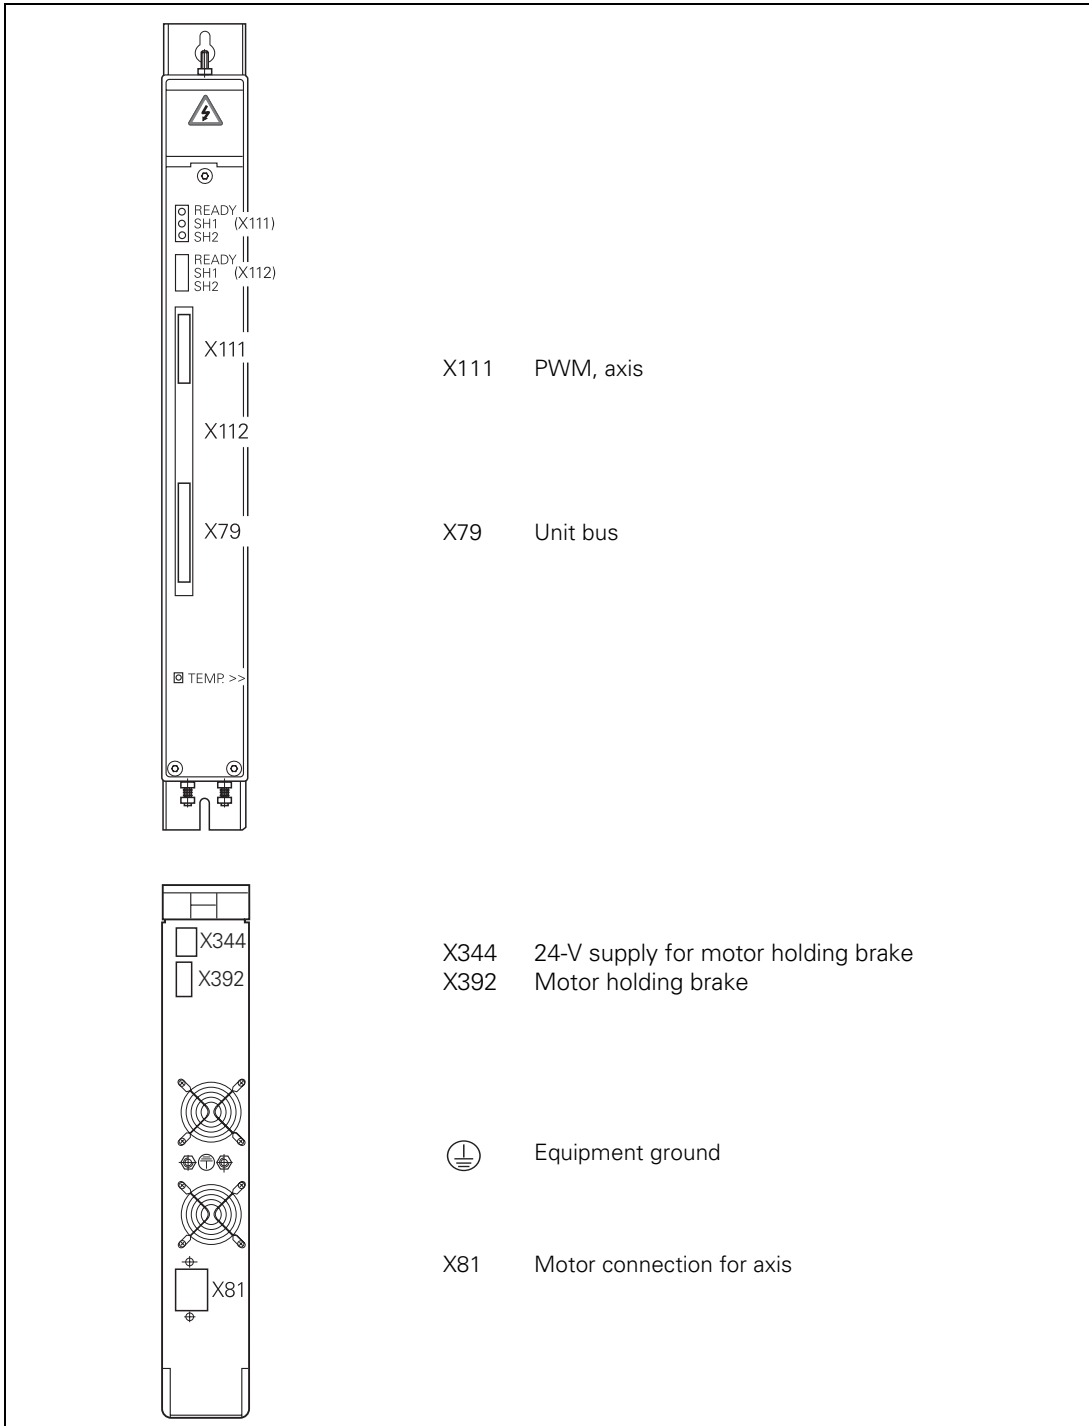 READY
SH1 (X111)
SH2
READY
SH1 (X112)
SH2
X111
X111 PWM, axis
X112
X79
X79 Unit bus
TEMP. >>
X344
X344 24-V supply for motor holding brake
X392
X392 Motor holding brake
Equipment ground
X81 Motor connection for axis
X81